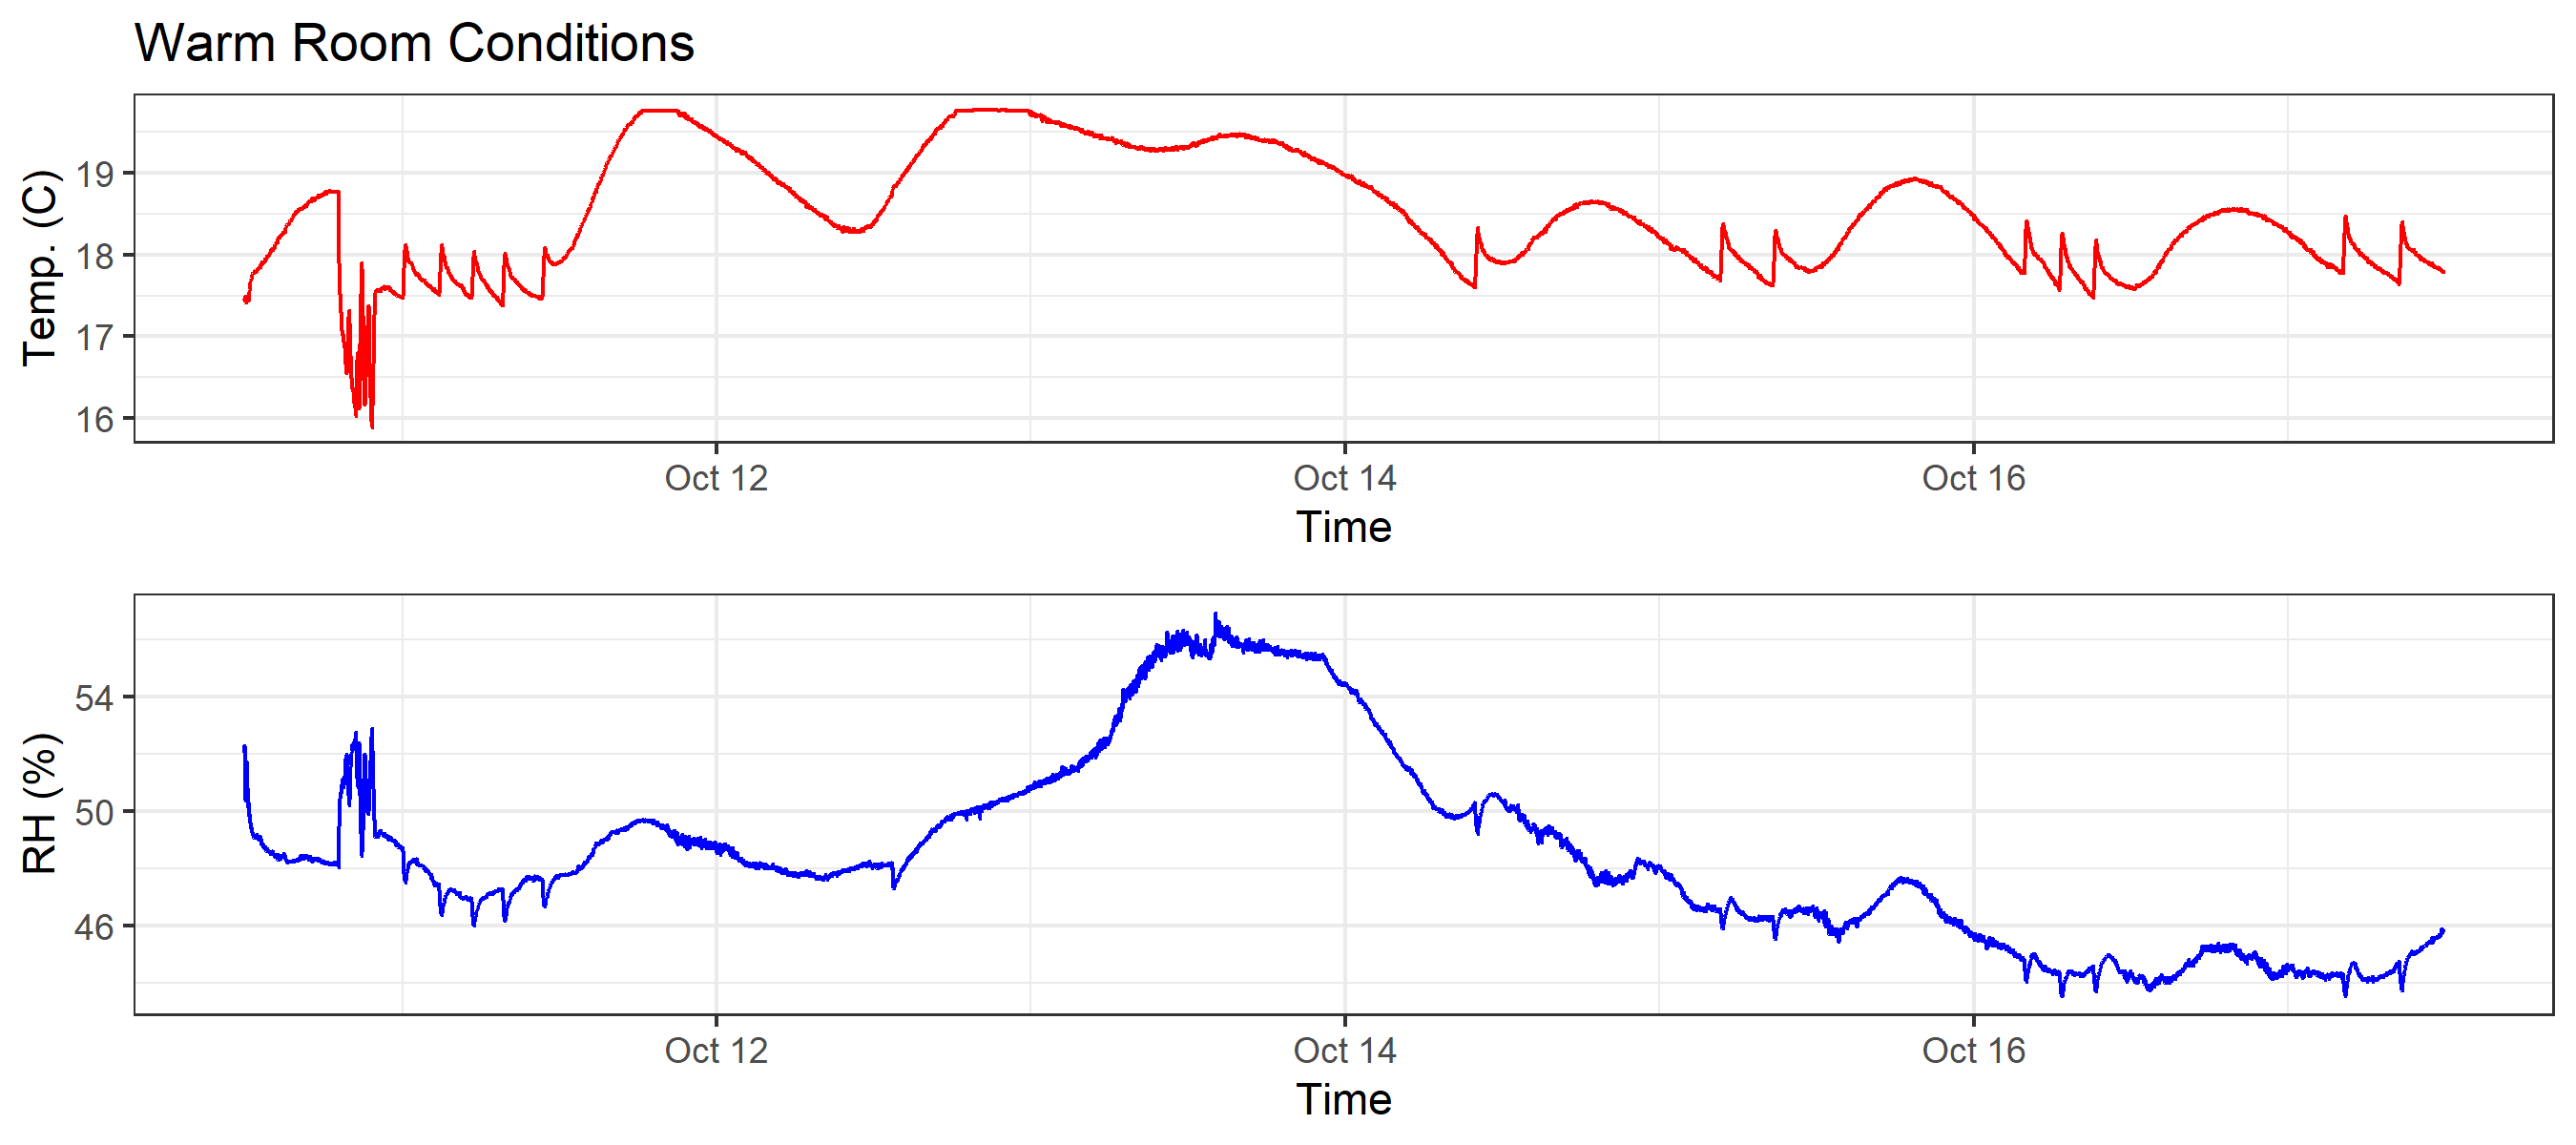 Warm Room Conditions
Temp. (C)
19
18
17
16
Oct 12 Oct 14 Oct 16
Time
RH (%)
54
50
46
Oct 12 Oct 14 Oct 16
Time